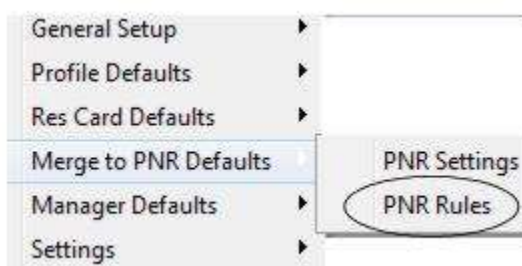 General Setup
Profile Defaults
Res Card Defaults
Merge to PNR Defaults
PNR Settings
Manager Defaults
PNR Rules
Settings